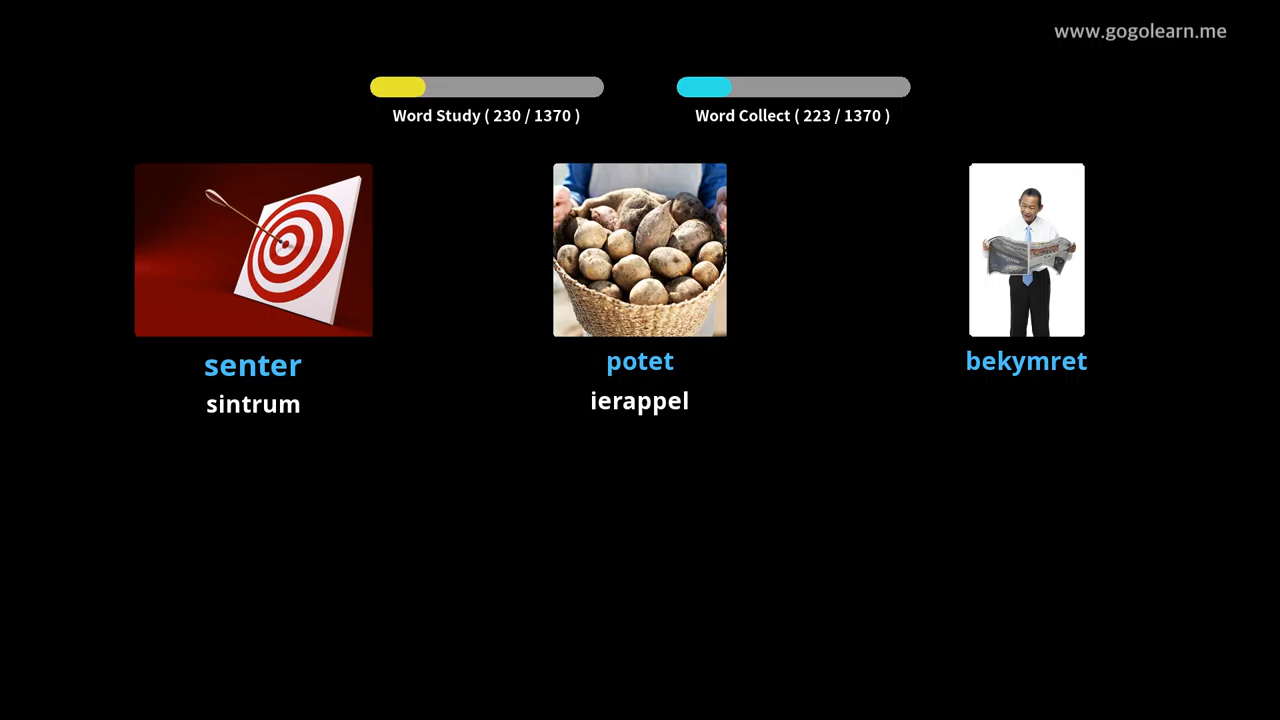 www.gogolearn.me
Word Study ( 230 / 1370 )
Word Collect ( 223 / 1370 )
senter
potet
bekymret
sintrum
ierappel